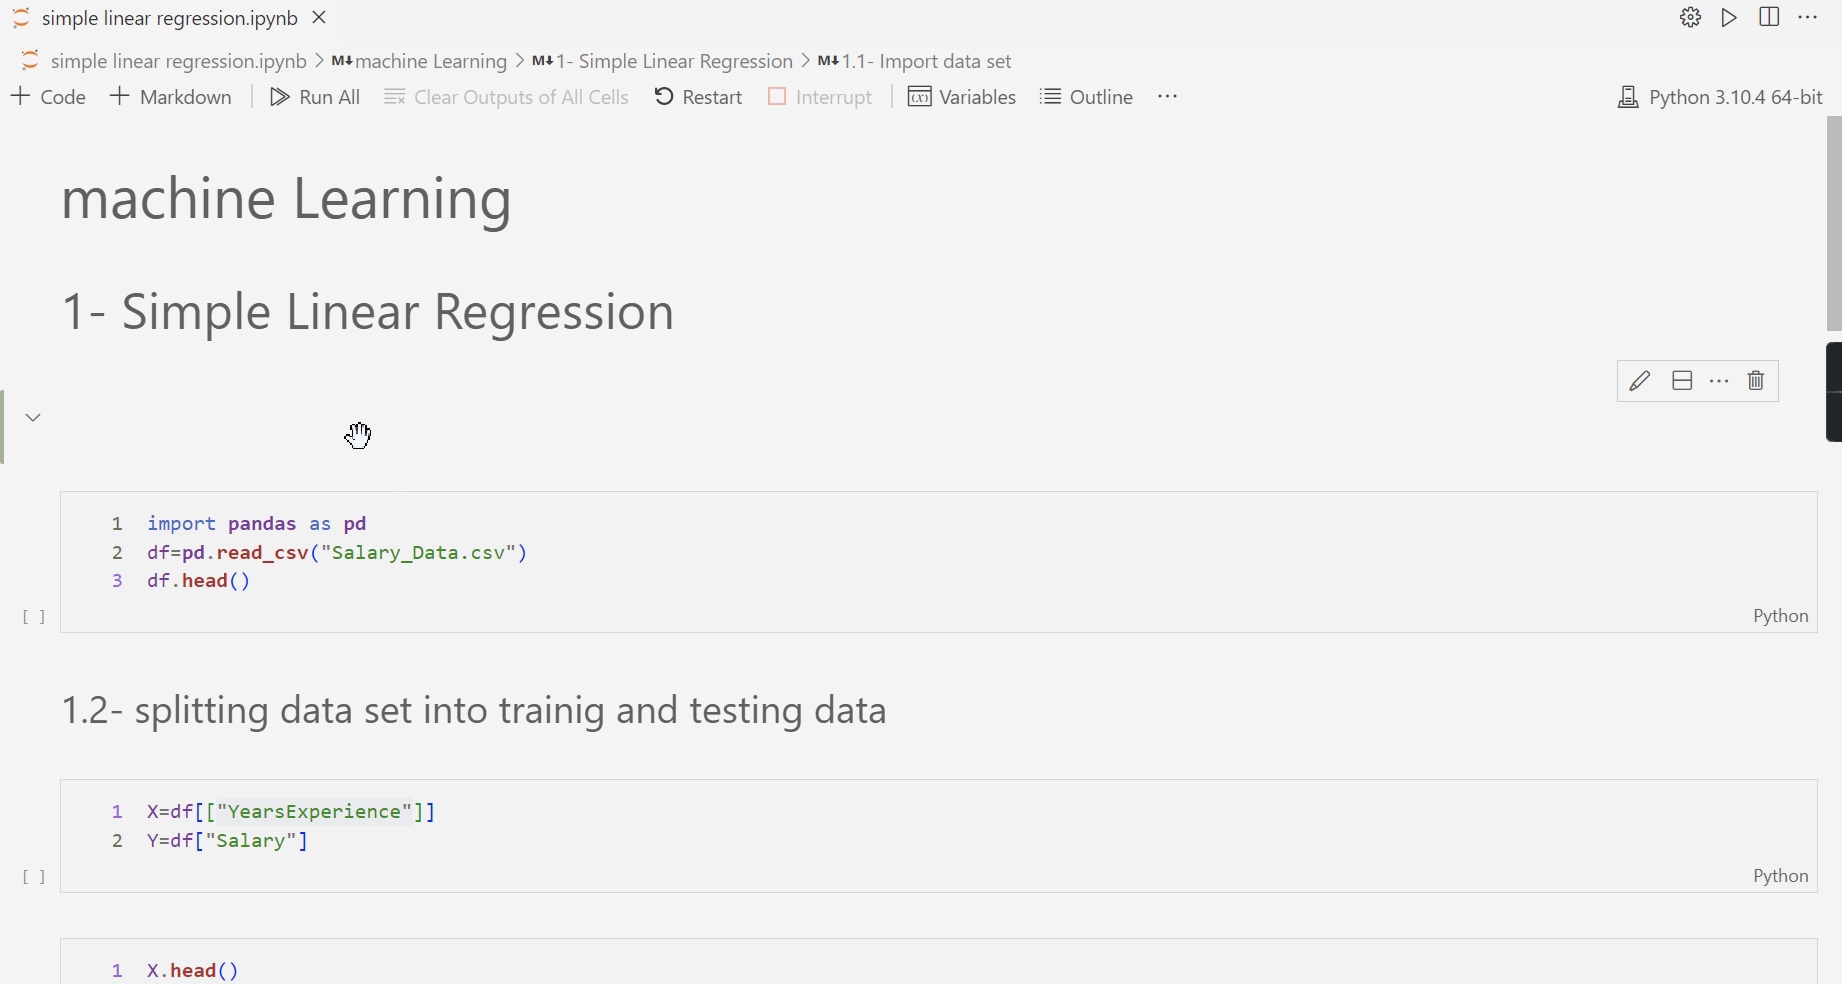 simple linear regression.ipynb
simple linear regression.ipynb > M↓ machine Learning > M↓ 1- Simple Linear Regression > M↓ 1.1- Import data set
+ Code + Markdown Run All Clear Outputs of All Cells Restart Interrupt (x) Variables Outline ... Python 3.10.4 64-bit
machine Learning
1- Simple Linear Regression
1 import pandas as pd
2 df=pd.read_csv("Salary_Data.csv")
3 df.head()
[ ] Python
1.2- splitting data set into trainig and testing data
1 X=df[["YearsExperience"]]
2 Y=df["Salary"]
[ ] Python
1 X.head()